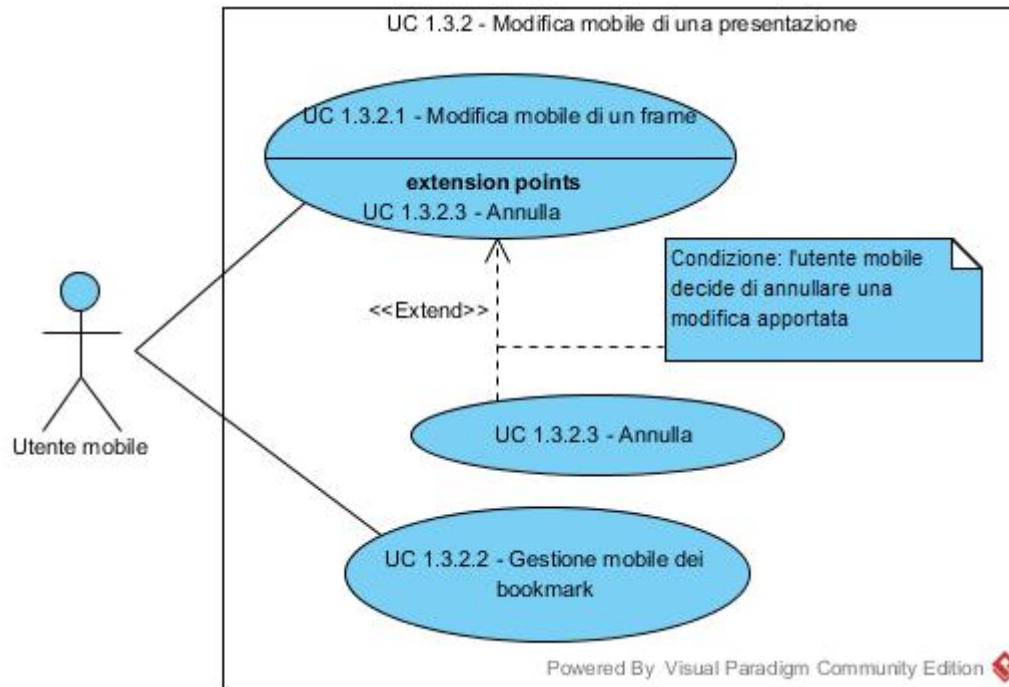 UC 1.3.2 - Modifica mobile di una presentazione
UC 1.3.2.1 - Modifica mobile di un frame
extension points
UC 1.3.2.3 - Annulla
Condizione: l'utente mobile
decide di annullare una
modifica apportata
<<Extend>>
UC 1.3.2.3 - Annulla
Utente mobile
UC 1.3.2.2 - Gestione mobile dei
bookmark
Powered By Visual Paradigm Community Edition